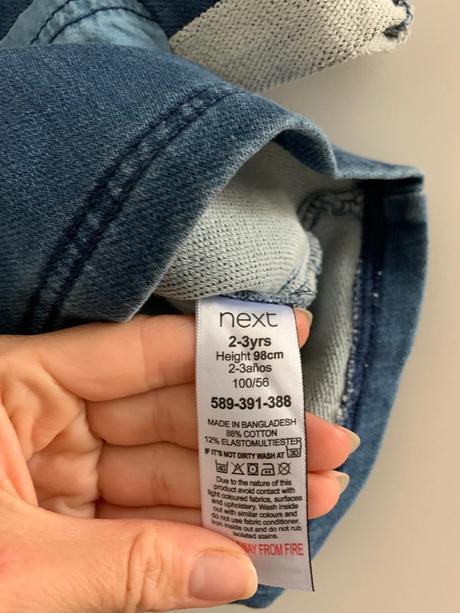 next
2-3yrs
Height 98cm
2-3años
100/56
589-391-388
MADE IN BANGLADESH
88% COTTON
12% ELASTOMULTIESTER
IF IT'S NOT DIRTY WASH AT 30
40
Due to the nature of this
product avoid contact with
light coloured fabrics, surfaces
and upholstery. Wash inside
out with similar colours and
do not use fabric conditioner.
Iron inside out and do not rub
isolated stains.
AWAY FROM FIRE